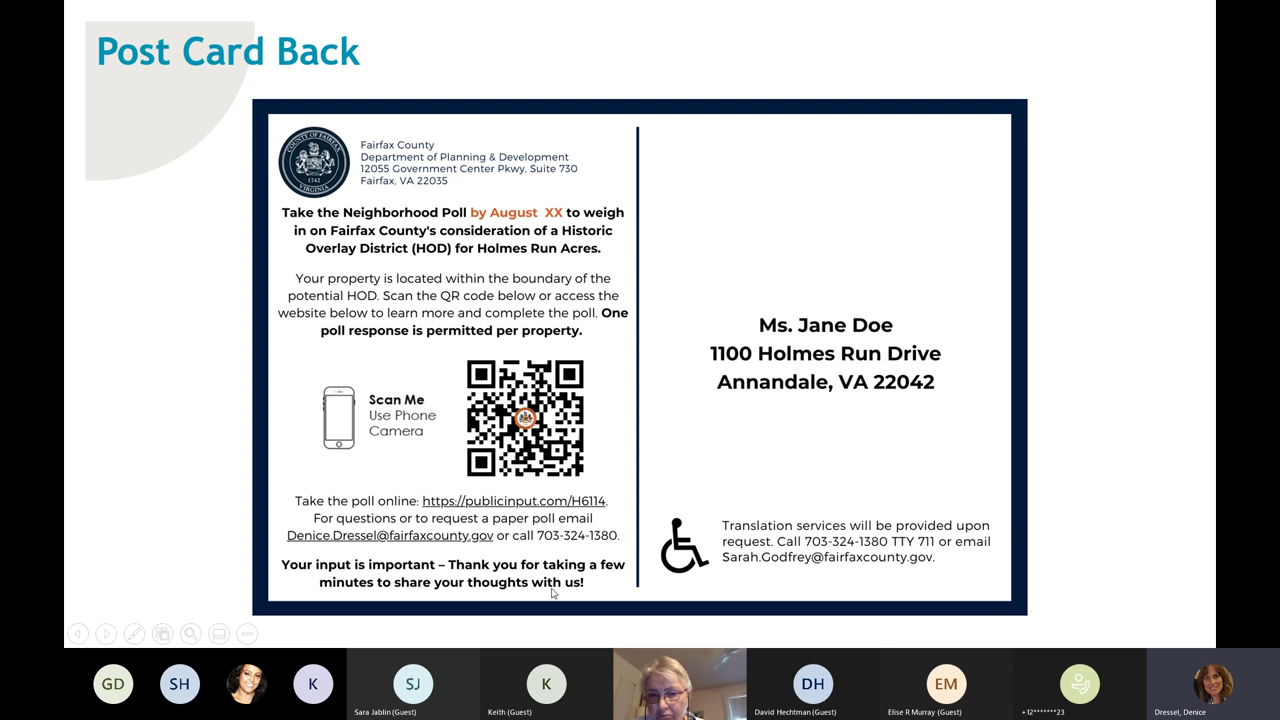 Post Card Back
COUNTY OF FAIRFAX
1742
VIRGINIA
Fairfax County
Department of Planning & Development
12055 Government Center Pkwy, Suite 730
Fairfax, VA 22035
Take the Neighborhood Poll by August XX to weigh
in on Fairfax County's consideration of a Historic
Overlay District (HOD) for Holmes Run Acres.
Your property is located within the boundary of the
potential HOD. Scan the QR code below or access the
website below to learn more and complete the poll. One
poll response is permitted per property.
Scan Me
Use Phone
Camera
Take the poll online: https://publicinput.com/H6114.
For questions or to request a paper poll email
Denice.Dressel@fairfaxcounty.gov or call 703-324-1380.
Your input is important – Thank you for taking a few
minutes to share your thoughts with us!
Ms. Jane Doe
1100 Holmes Run Drive
Annandale, VA 22042
Translation services will be provided upon
request. Call 703-324-1380 TTY 711 or email
Sarah.Godfrey@fairfaxcounty.gov.
GD
SH
K
SJ
Sara Jablin (Guest)
K
Keith (Guest)
DH
David Hechtman (Guest)
EM
Elise R Murray (Guest)
+12*******23
Dressel, Denice